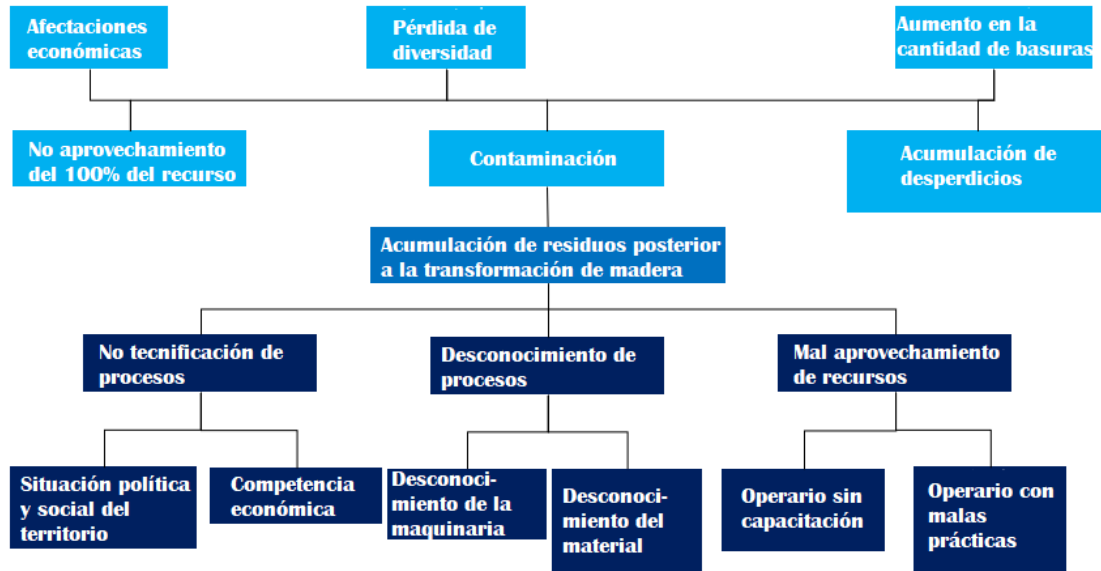 Afectaciones
económicas
Pérdida de
diversidad
Aumento en la
cantidad de basuras
No aprovechamiento
del 100% del recurso
Contaminación
Acumulación de
desperdicios
Acumulación de residuos posterior
a la transformación de madera
No tecnificación de
procesos
Desconocimiento de
procesos
Mal aprovechamiento
de recursos
Situación política
y social del
territorio
Competencia
económica
Desconoci-
miento de la
maquinaria
Desconoci-
miento del
material
Operario sin
capacitación
Operario con
malas
prácticas